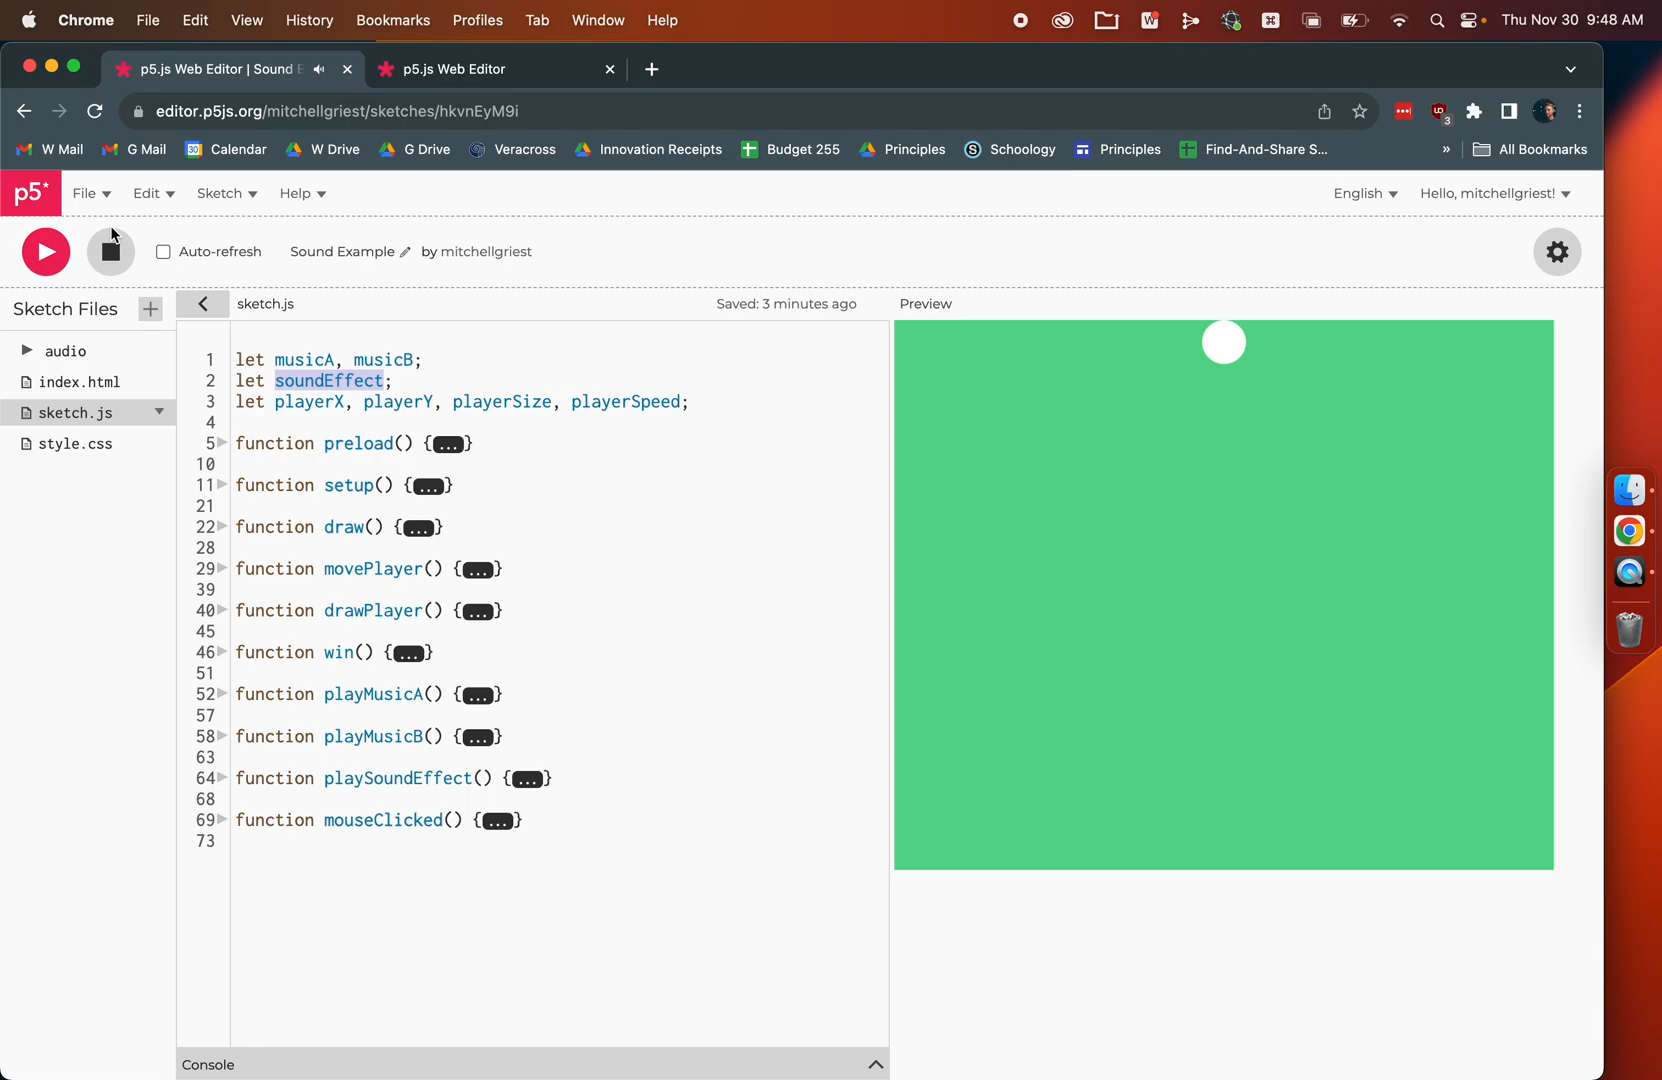 Chrome File Edit View History Bookmarks Profiles Tab Window Help W Thu Nov 30 9:48 AM
p5.js Web Editor | Sound E p5.js Web Editor
editor.p5js.org/mitchellgriest/sketches/hkvnEyM9i 3
W Mail G Mail 30 Calendar W Drive G Drive Veracross Innovation Receipts Budget 255 Principles S Schoology Principles Find-And-Share S... » All Bookmarks
p5* File Edit Sketch Help English Hello, mitchellgriest!
Auto-refresh Sound Example by mitchellgriest
Sketch Files + sketch.js Saved: 3 minutes ago Preview
audio
index.html
sketch.js
style.css
1 let musicA, musicB;
2 let soundEffect;
3 let playerX, playerY, playerSize, playerSpeed;
4
5 function preload() {...}
10
11 function setup() {...}
21
22 function draw() {...}
28
29 function movePlayer() {...}
39
40 function drawPlayer() {...}
45
46 function win() {...}
51
52 function playMusicA() {...}
57
58 function playMusicB() {...}
63
64 function playSoundEffect() {...}
68
69 function mouseClicked() {...}
73
Console